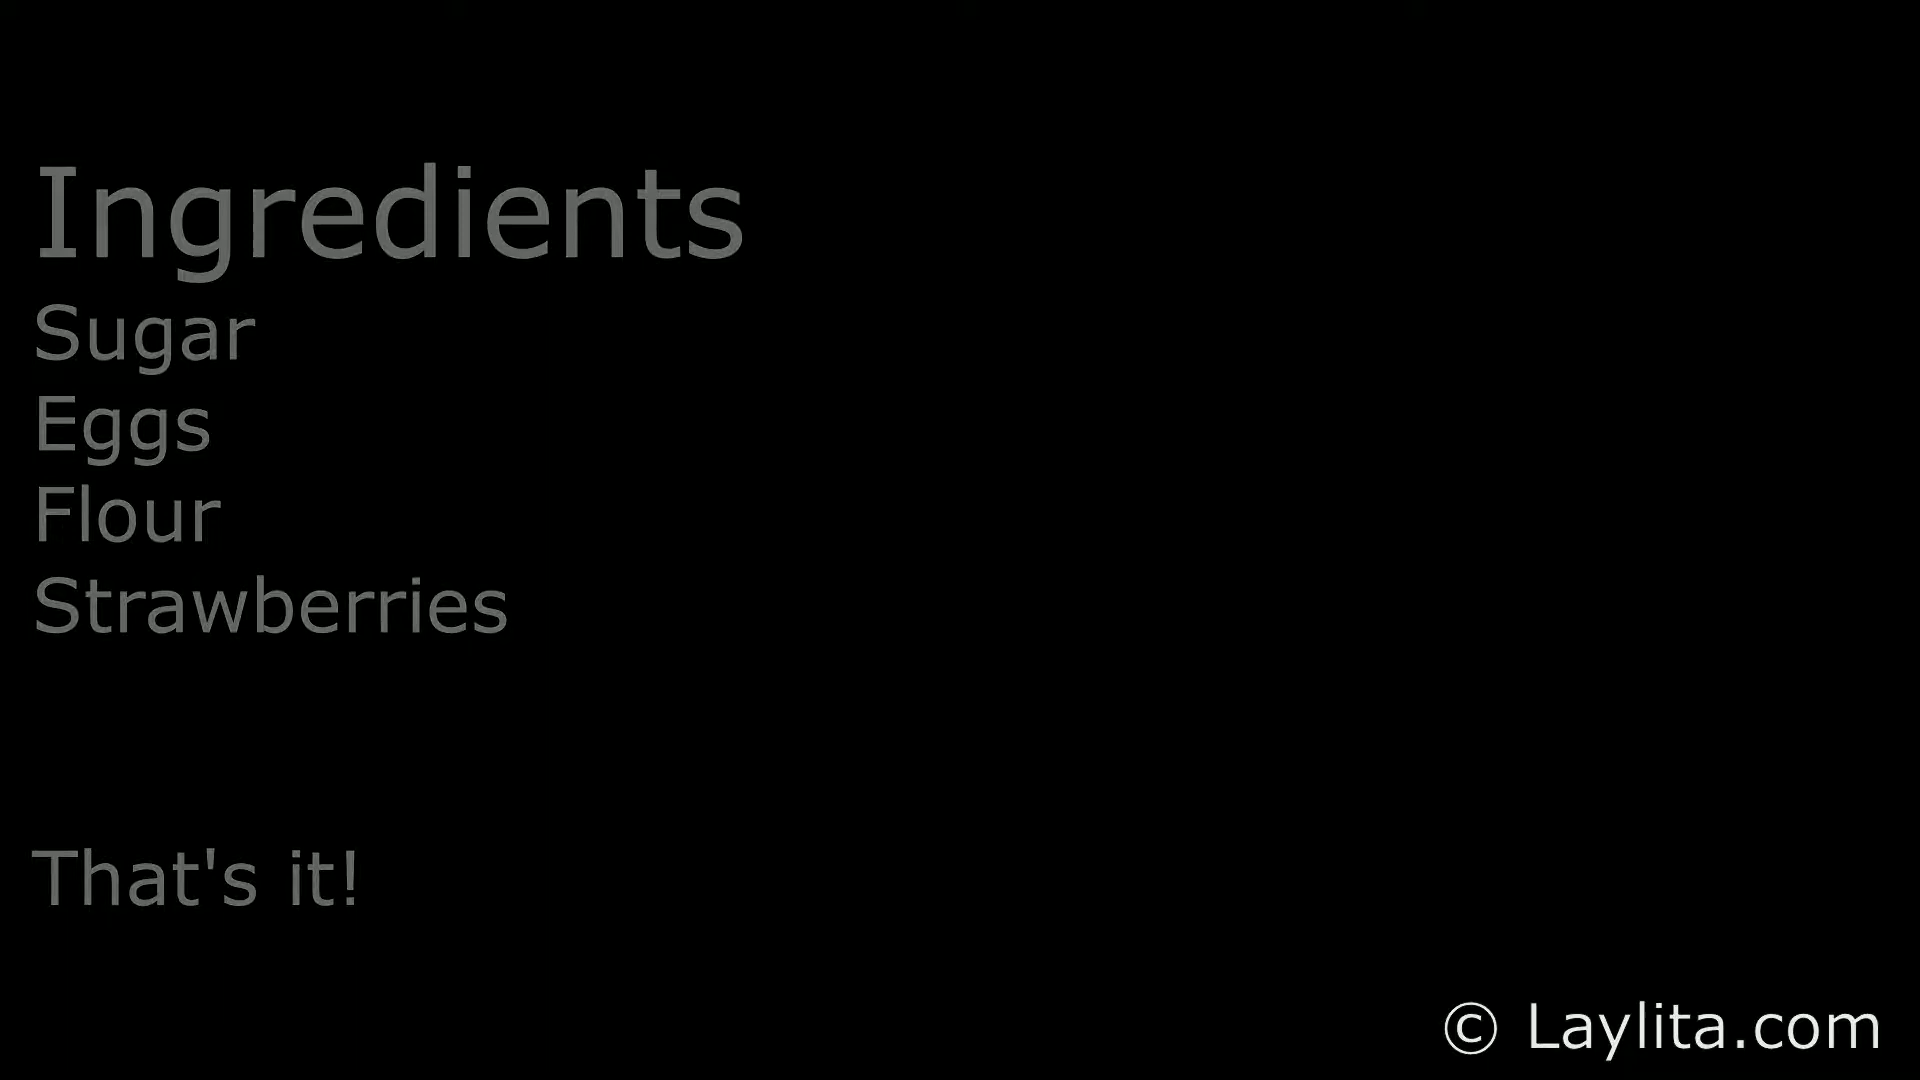 Ingredients
Sugar
Eggs
Flour
Strawberries
That's it!
© Laylita.com